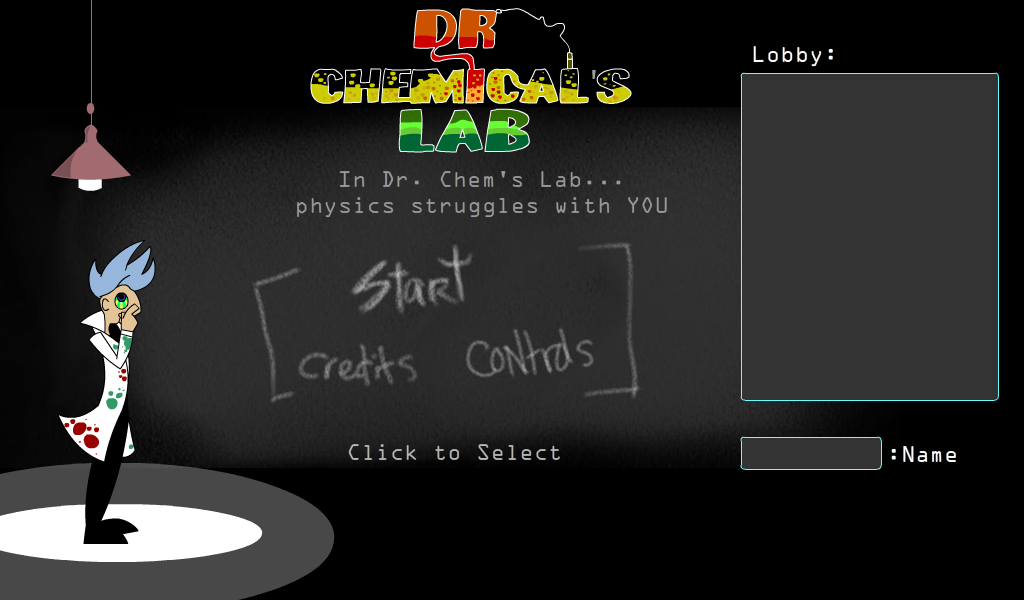 DR
CHEMICAL'S
LAB
In Dr. Chem's Lab...
physics struggles with YOU
Start
Credits Controls
Click to Select
Lobby:
:Name